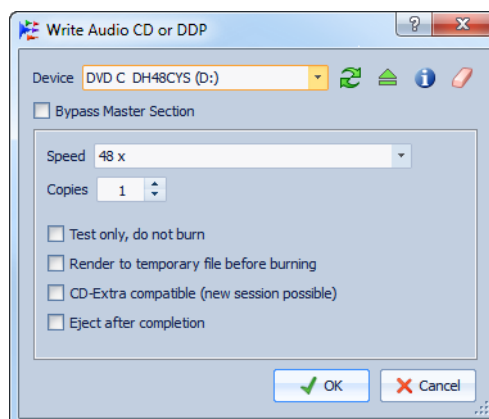 Write Audio CD or DDP
Device DVD C DH48CYS (D:)
Bypass Master Section
Speed 48 x
Copies 1
Test only, do not burn
Render to temporary file before burning
CD-Extra compatible (new session possible)
Eject after completion
OK Cancel